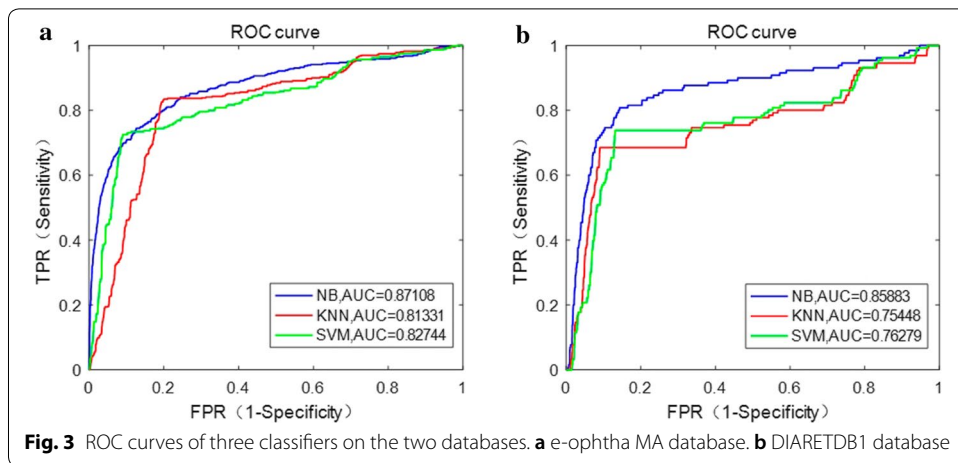 a
ROC curve
1
0.8
0.6
0.4
0.2
0
TPR（Sensitivity）
NB,AUC=0.87108
KNN,AUC=0.81331
SVM,AUC=0.82744
0 0.2 0.4 0.6 0.8 1
FPR（1-Specificity）
b
ROC curve
1
0.8
0.6
0.4
0.2
0
TPR（Sensitivity）
NB,AUC=0.85883
KNN,AUC=0.75448
SVM,AUC=0.76279
0 0.2 0.4 0.6 0.8 1
FPR（1-Specificity）
Fig. 3 ROC curves of three classifiers on the two databases. a e-ophtha MA database. b DIARETDB1 database